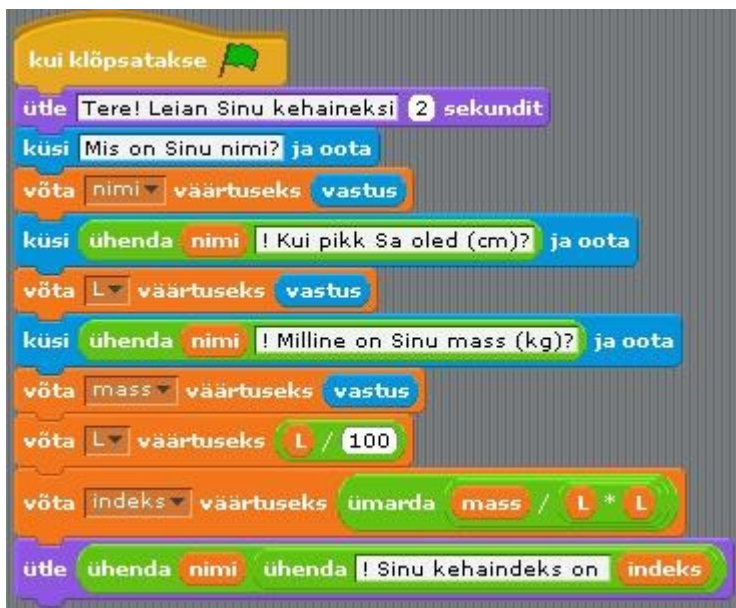 kui klõpsatakse
ütle Tere! Leian Sinu kehaineksi 2 sekundit
küsi Mis on Sinu nimi? ja oota
võta nimi väärtuseks vastus
küsi ühenda nimi ! Kui pikk Sa oled (cm)? ja oota
võta L väärtuseks vastus
küsi ühenda nimi ! Milline on Sinu mass (kg)? ja oota
võta mass väärtuseks vastus
võta L väärtuseks L / 100
võta indeks väärtuseks ümarda mass / L * L
ütle ühenda nimi ühenda ! Sinu kehaindeks on indeks